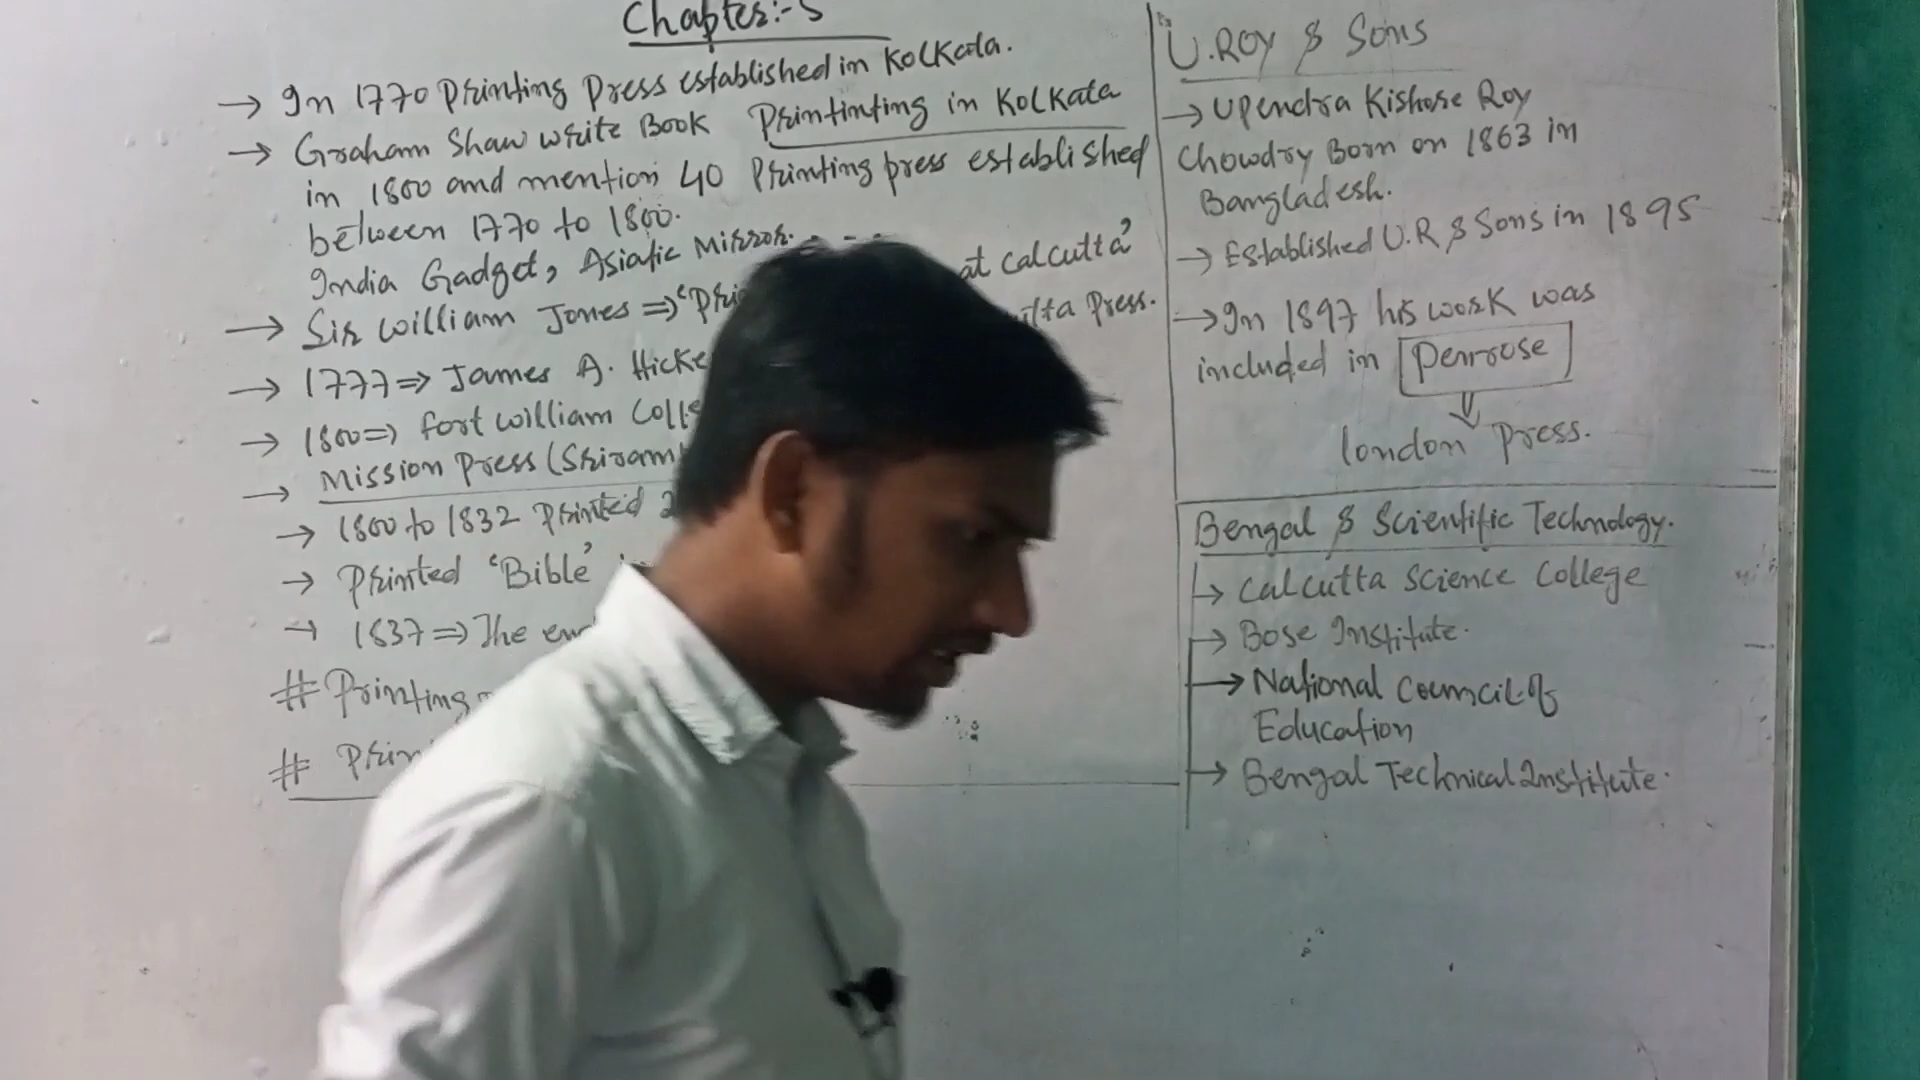 Chapter:-5
→ In 1770 Printing Press established in Kolkata.
→ Graham Shaw write Book Printinting in Kolkata
in 1800 and mention 40 Printing press established
between 1770 to 1800.
India Gadget, Asiatic Mirror.
→ Sir William Jones ⇒ 'Pri at Calcutta'
→ 1777 ⇒ James A. Hicke utta Press.
→ 1800 ⇒ Fort William Colle
→ Mission Press (Sriram
→ 1800 to 1832 Printed 2
→ Printed 'Bible'
→ 1837 ⇒ The en
# Printing
# Prin
U. ROY & Sons
→ Upendra Kishore Roy
Chowdry Born on 1863 in
Bangladesh.
→ Established U.R & Sons in 1895
→ In 1897 his work was
included in Penrose
London Press.
Bengal & Scientific Technology.
→ Calcutta Science College
→ Bose Institute.
→ National Council of
Education
→ Bengal Technical Institute.